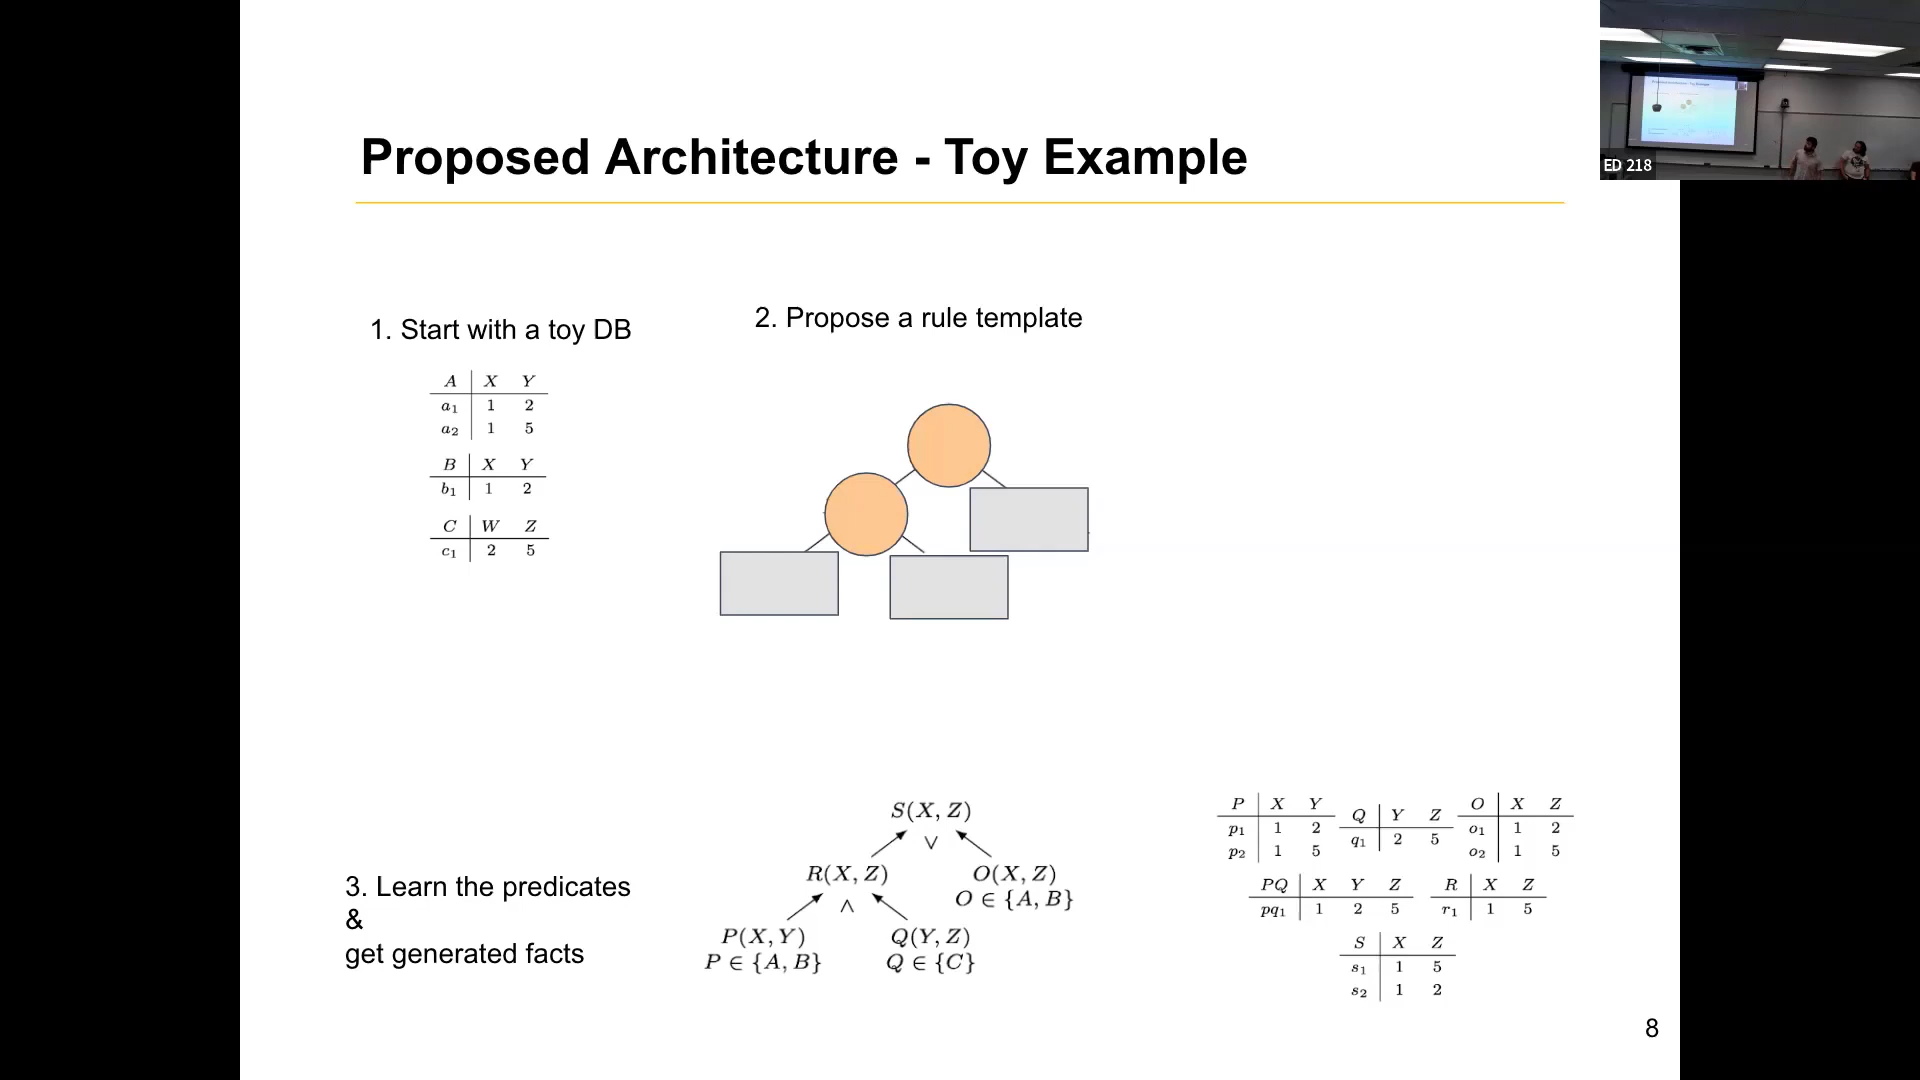 Proposed Architecture - Toy Example
ED 218
1. Start with a toy DB
2. Propose a rule template
A X Y
a1 1 2
a2 1 5
B X Y
b1 1 2
C W Z
c1 2 5
3. Learn the predicates
&
get generated facts
S(X, Z)
∨
R(X, Z)
O(X, Z)
O ∈ {A, B}
∧
P(X, Y)
Q(Y, Z)
P ∈ {A, B}
Q ∈ {C}
P X Y
p1 1 2
p2 1 5
Q Y Z
q1 2 5
O X Z
o1 1 2
o2 1 5
PQ X Y Z
pq1 1 2 5
R X Z
r1 1 5
S X Z
s1 1 5
s2 1 2
8